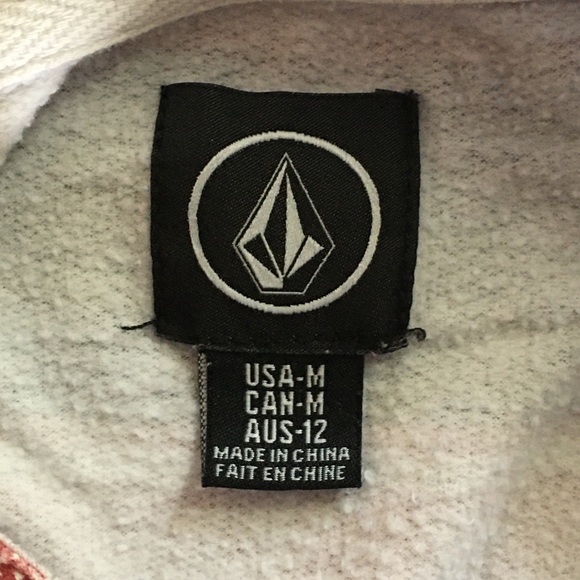 USA-M
CAN-M
AUS-12
MADE IN CHINA
FAIT EN CHINE